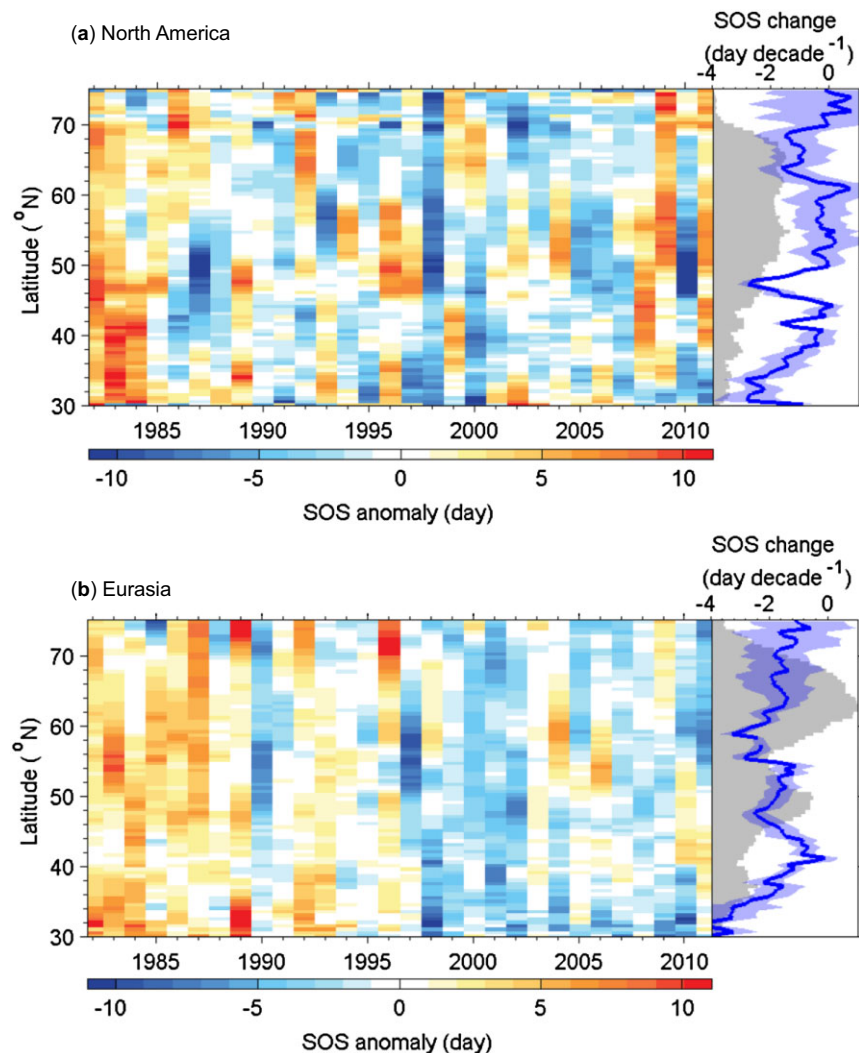 (a) North America
SOS change
(day decade -1)
-4 -2 0
70
60
50
40
30
Latitude ( °N)
1985 1990 1995 2000 2005 2010
-10 -5 0 5 10
SOS anomaly (day)
(b) Eurasia
SOS change
(day decade -1)
-4 -2 0
70
60
50
40
30
Latitude ( °N)
1985 1990 1995 2000 2005 2010
-10 -5 0 5 10
SOS anomaly (day)